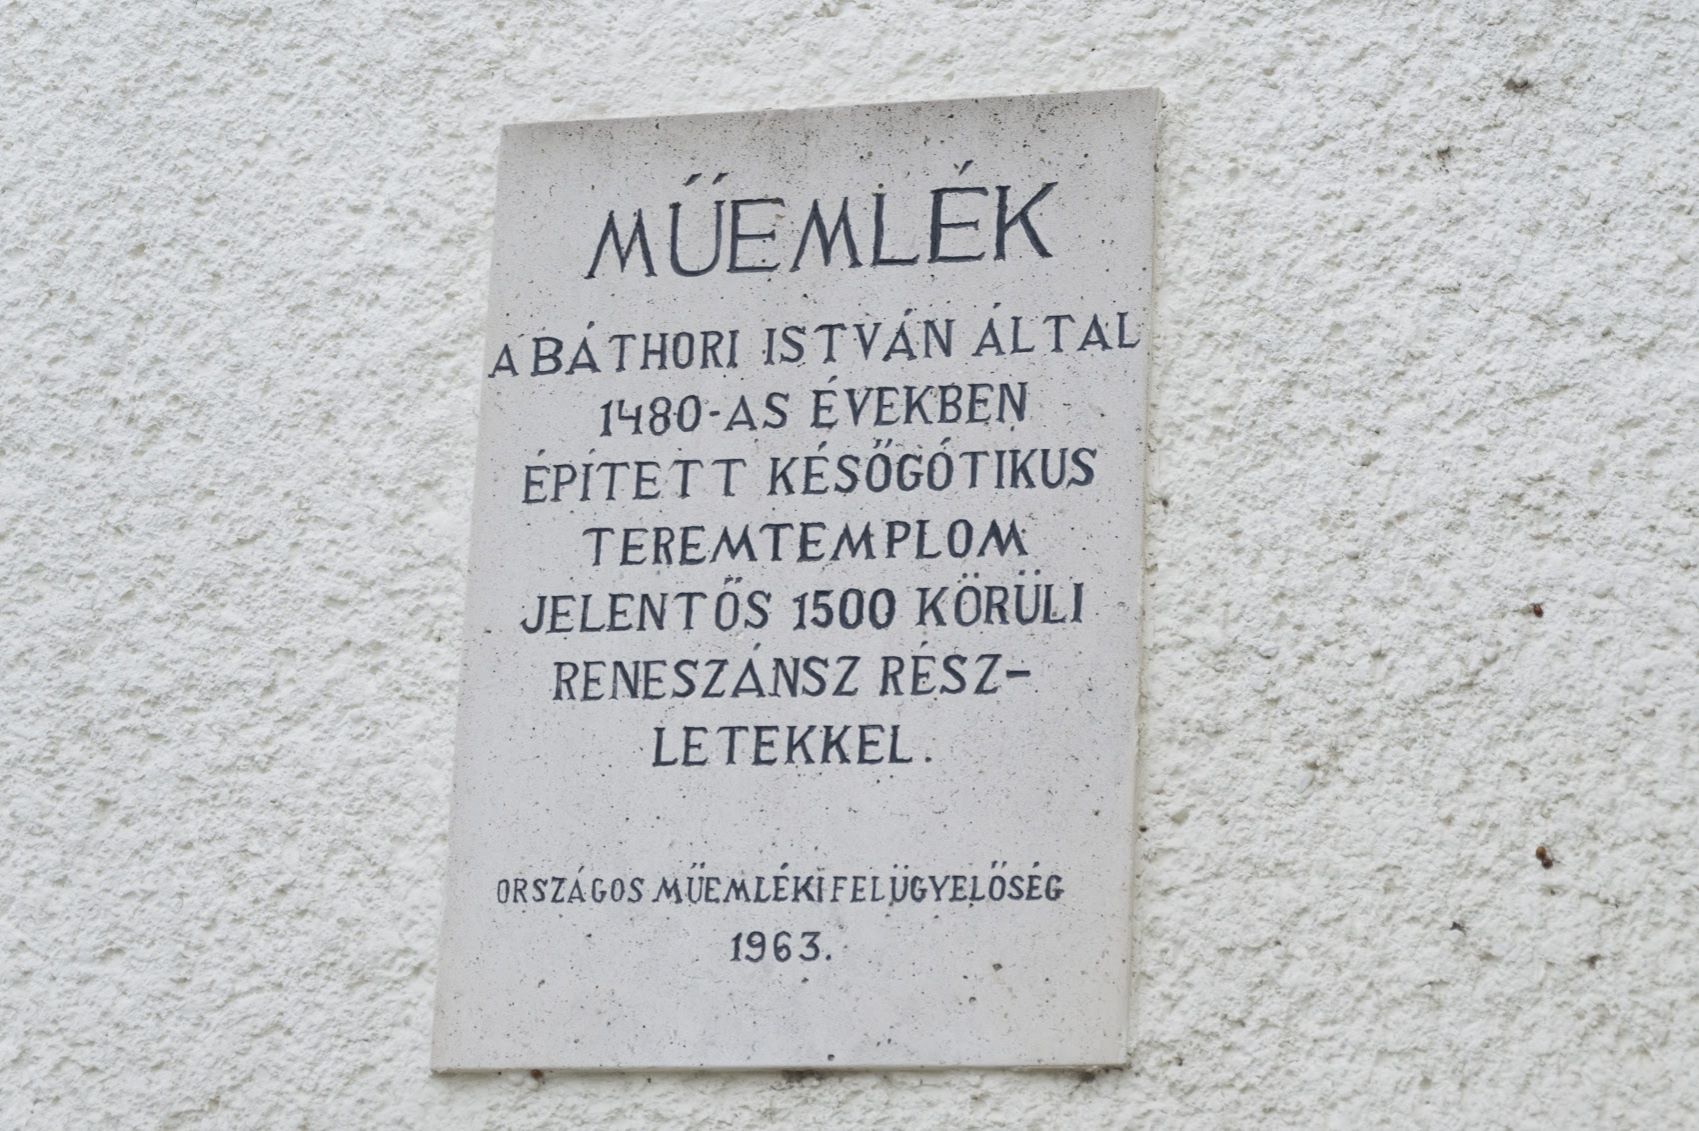 MŰEMLÉK
A BÁTHORI ISTVÁN ÁLTAL
1480-AS ÉVEKBEN
ÉPÍTETT KÉSŐGÓTIKUS
TEREMTEMPLOM
JELENTŐS 1500 KÖRÜLI
RENESZÁNSZ RÉSZ-
LETEKKEL.
ORSZÁGOS MŰEMLÉKI FELÜGYELŐSÉG
1963.